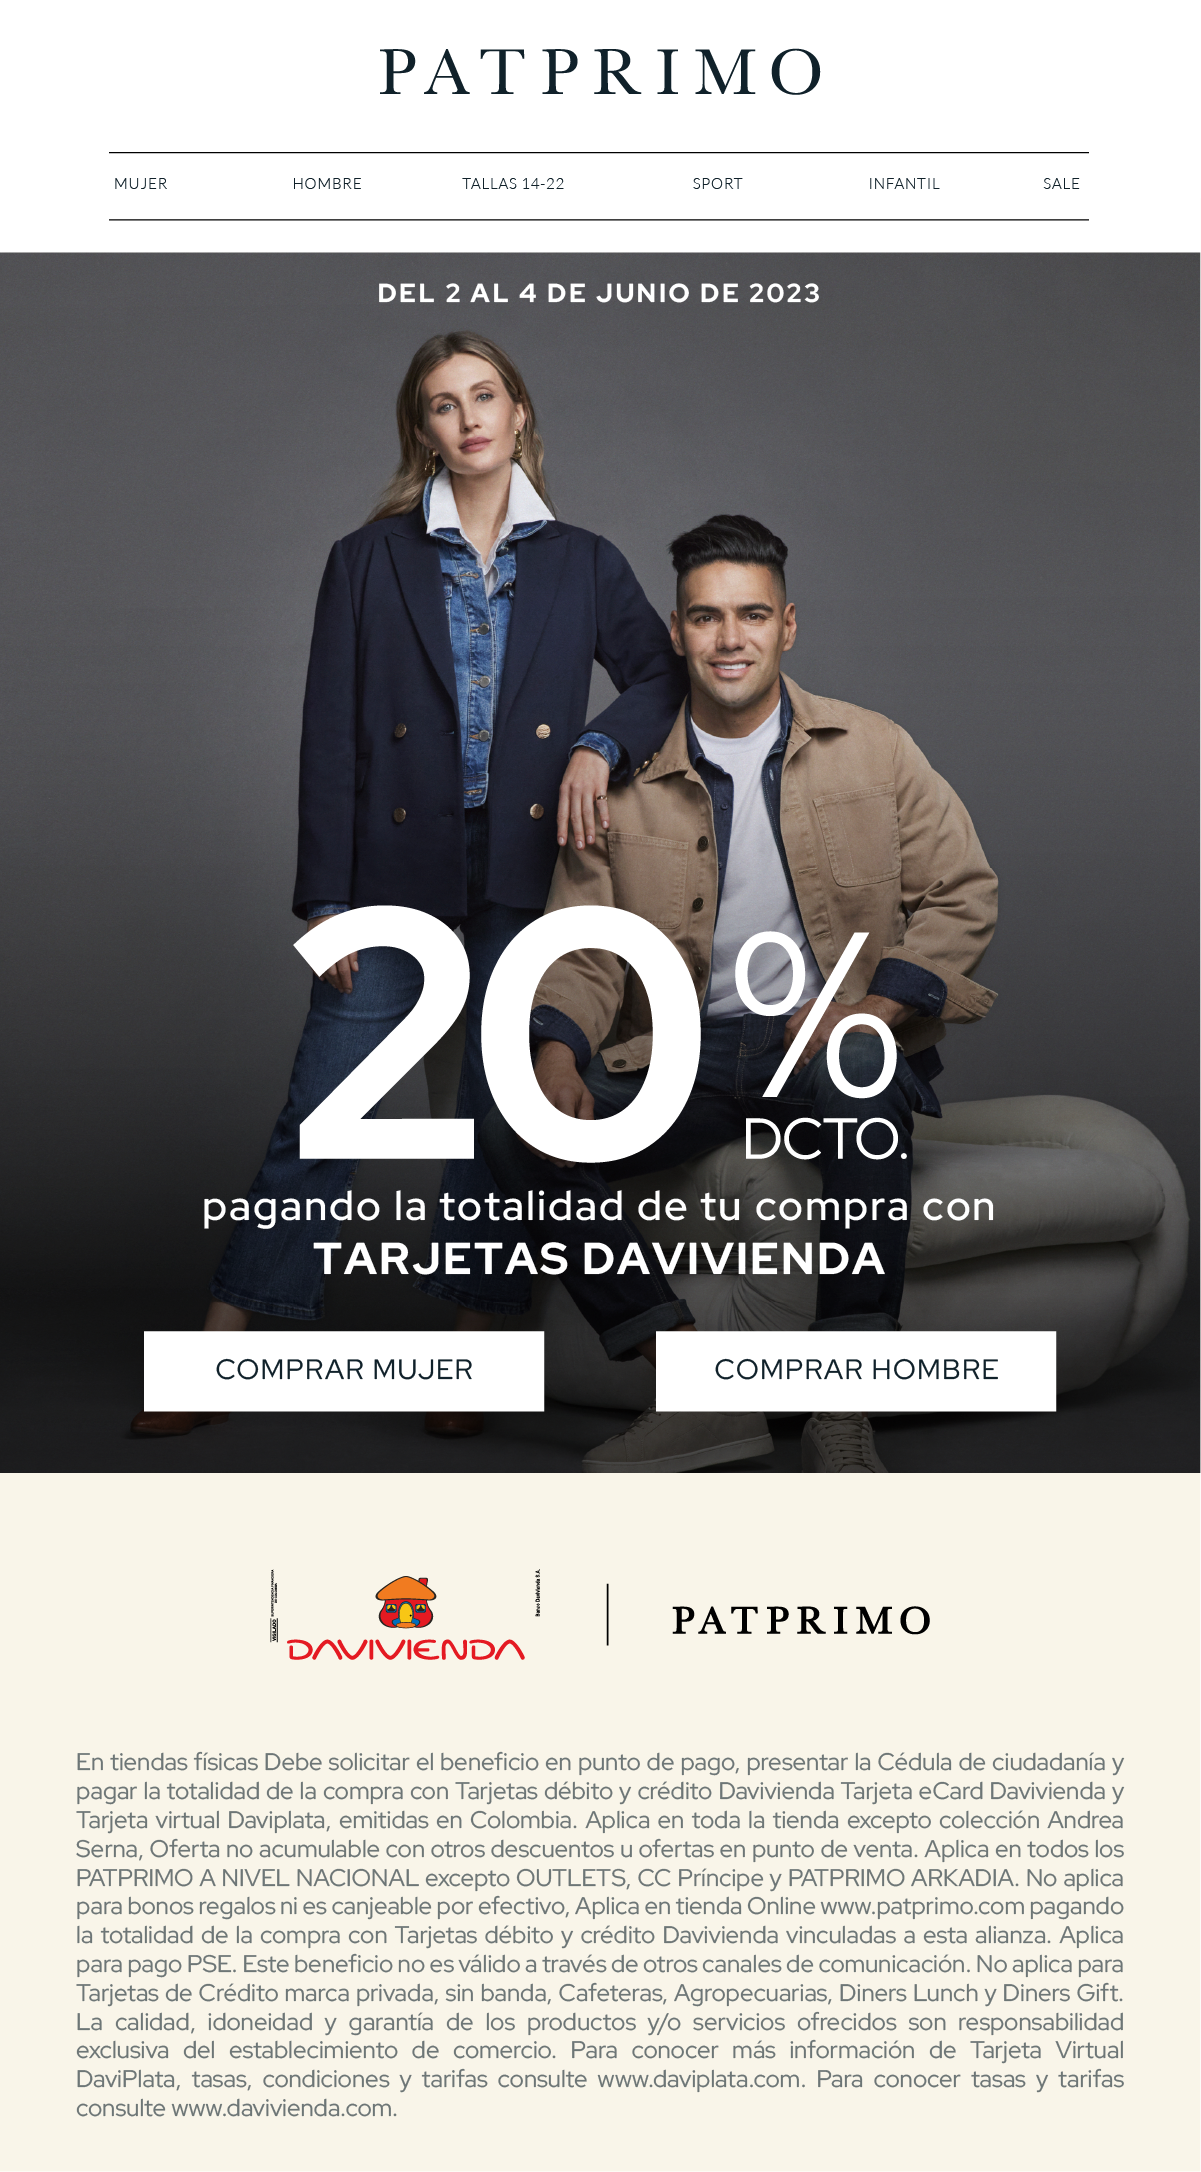 PATPRIMO
MUJER HOMBRE TALLAS 14-22 SPORT INFANTIL SALE
DEL 2 AL 4 DE JUNIO DE 2023
20%
DCTO.
pagando la totalidad de tu compra con
TARJETAS DAVIVIENDA
COMPRAR MUJER COMPRAR HOMBRE
VIGILADO
Banco Davivienda S.A.
DAVIVIENDA
PATPRIMO
En tiendas físicas Debe solicitar el beneficio en punto de pago, presentar la Cédula de ciudadanía y
pagar la totalidad de la compra con Tarjetas débito y crédito Davivienda Tarjeta eCard Davivienda y
Tarjeta virtual Daviplata, emitidas en Colombia. Aplica en toda la tienda excepto colección Andrea
Serna, Oferta no acumulable con otros descuentos u ofertas en punto de venta. Aplica en todos los
PATPRIMO A NIVEL NACIONAL excepto OUTLETS, CC Príncipe y PATPRIMO ARKADIA. No aplica
para bonos regalos ni es canjeable por efectivo, Aplica en tienda Online www.patprimo.com pagando
la totalidad de la compra con Tarjetas débito y crédito Davivienda vinculadas a esta alianza. Aplica
para pago PSE. Este beneficio no es válido a través de otros canales de comunicación. No aplica para
Tarjetas de Crédito marca privada, sin banda, Cafeteras, Agropecuarias, Diners Lunch y Diners Gift.
La calidad, idoneidad y garantía de los productos y/o servicios ofrecidos son responsabilidad
exclusiva del establecimiento de comercio. Para conocer más información de Tarjeta Virtual
DaviPlata, tasas, condiciones y tarifas consulte www.daviplata.com. Para conocer tasas y tarifas
consulte www.davivienda.com.